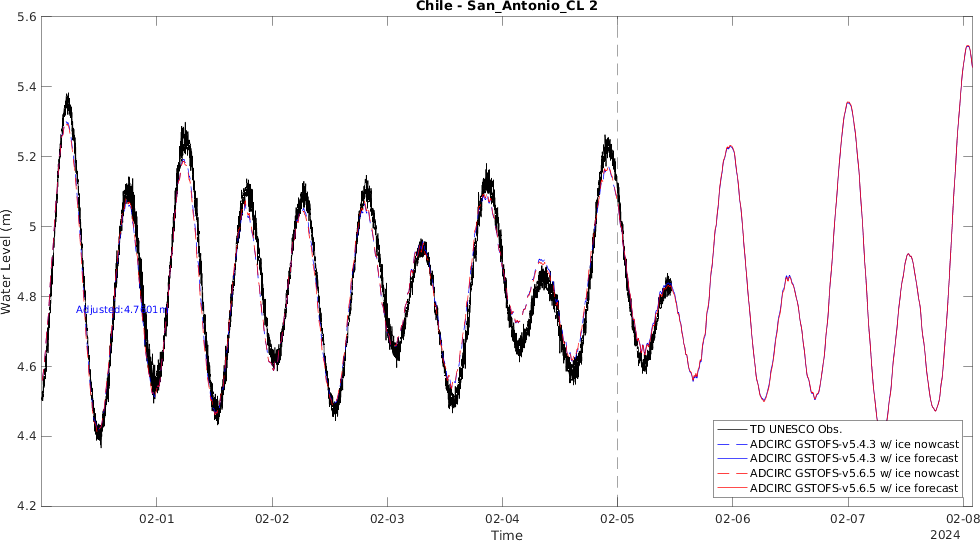 Chile - San_Antonio_CL 2
Water Level (m)
5.6
5.4
5.2
5
4.8
4.6
4.4
4.2
02-01
02-02
02-03
02-04
02-05
02-06
02-07
02-08
2024
Time
TD UNESCO Obs.
ADCIRC GSTOFS-v5.4.3 w/ ice nowcast
ADCIRC GSTOFS-v5.4.3 w/ ice forecast
ADCIRC GSTOFS-v5.6.5 w/ ice nowcast
ADCIRC GSTOFS-v5.6.5 w/ ice forecast